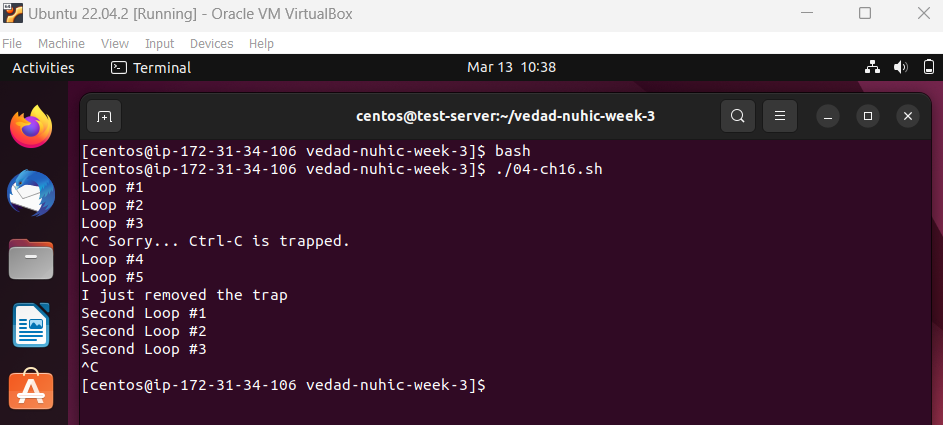 Ubuntu 22.04.2 [Running] - Oracle VM VirtualBox
File Machine View Input Devices Help
Activities Terminal Mar 13 10:38
centos@test-server:~/vedad-nuhic-week-3
[centos@ip-172-31-34-106 vedad-nuhic-week-3]$ bash
[centos@ip-172-31-34-106 vedad-nuhic-week-3]$ ./04-ch16.sh
Loop #1
Loop #2
Loop #3
^C Sorry... Ctrl-C is trapped.
Loop #4
Loop #5
I just removed the trap
Second Loop #1
Second Loop #2
Second Loop #3
^C
[centos@ip-172-31-34-106 vedad-nuhic-week-3]$